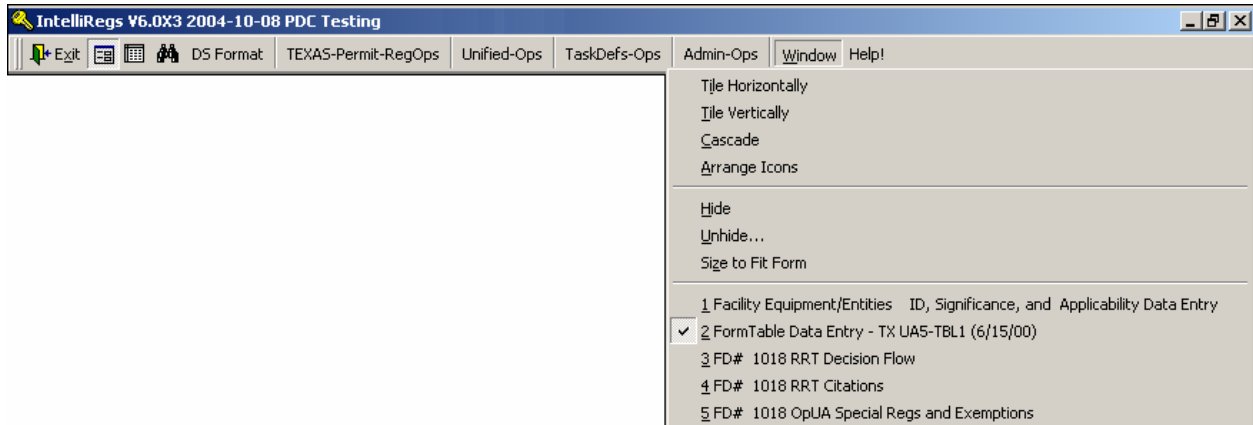 IntelliRegs V6.0X3 2004-10-08 PDC Testing
Exit DS Format TEXAS-Permit-RegOps Unified-Ops TaskDefs-Ops Admin-Ops Window Help!
Tile Horizontally
Tile Vertically
Cascade
Arrange Icons
Hide
Unhide...
Size to Fit Form
1 Facility Equipment/Entities ID, Significance, and Applicability Data Entry
2 FormTable Data Entry - TX UA5-TBL1 (6/15/00)
3 FD# 1018 RRT Decision Flow
4 FD# 1018 RRT Citations
5 FD# 1018 OpUA Special Regs and Exemptions